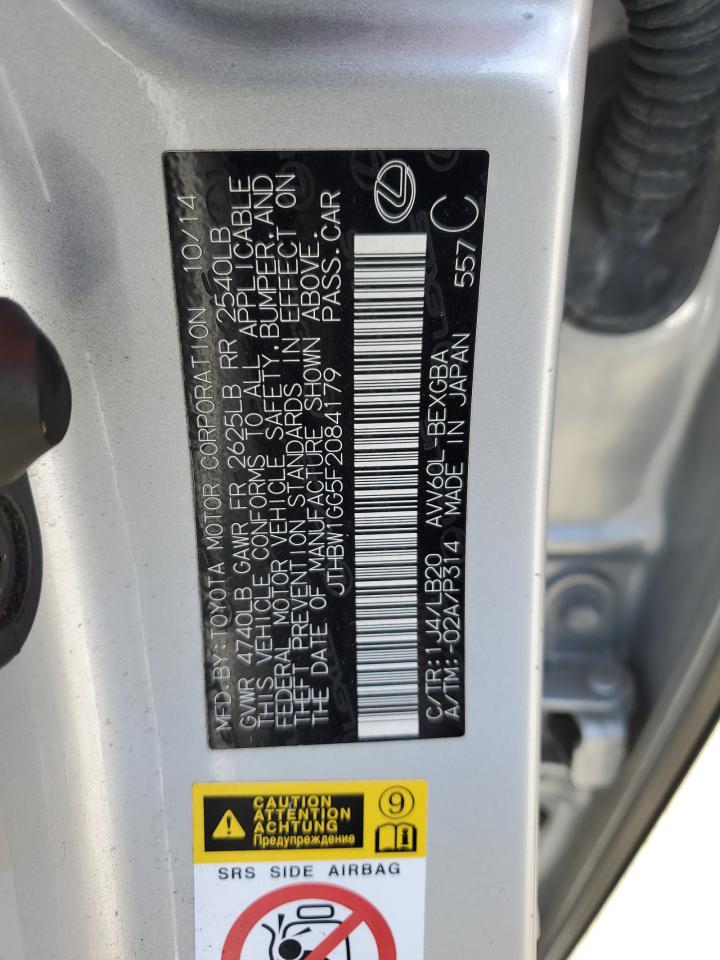 MFD.BY:TOYOTA MOTOR CORPORATION 10/14
GVWR 4740LB GAWR FR 2625LB RR 2540LB
THIS VEHICLE CONFORMS TO ALL APPLICABLE
FEDERAL MOTOR VEHICLE SAFETY,BUMPER,AND
THEFT PREVENTION STANDARDS IN EFFECT ON
THE DATE OF MANUFACTURE SHOWN ABOVE.
JTHBW1GG5F2084179 PASS.CAR
C/TR:1J4/LB20 AVV60L-BEXGBA
A/TM:-02A/P314 MADE IN JAPAN 557 C
CAUTION
ATTENTION
ACHTUNG
Предупреждение
9
SRS SIDE AIRBAG